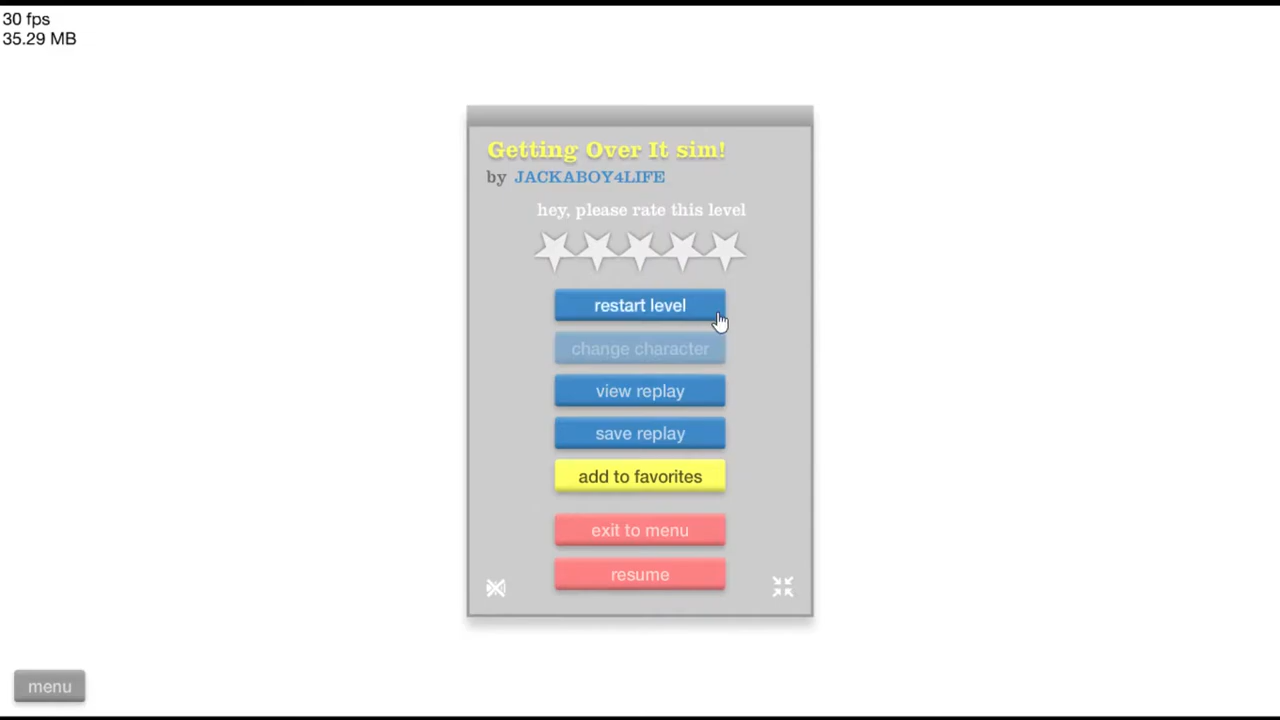 30 fps
35.29 MB
Getting Over It sim!
by JACKABOY4LIFE
hey, please rate this level
restart level
change character
view replay
save replay
add to favorites
exit to menu
resume
menu